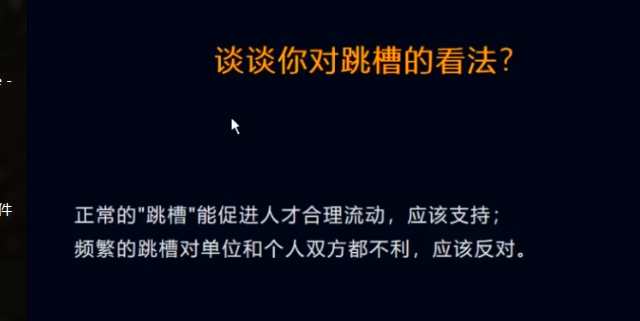 谈谈你对跳槽的看法?
件
正常的"跳槽"能促进人才合理流动，应该支持；
频繁的跳槽对单位和个人双方都不利，应该反对。